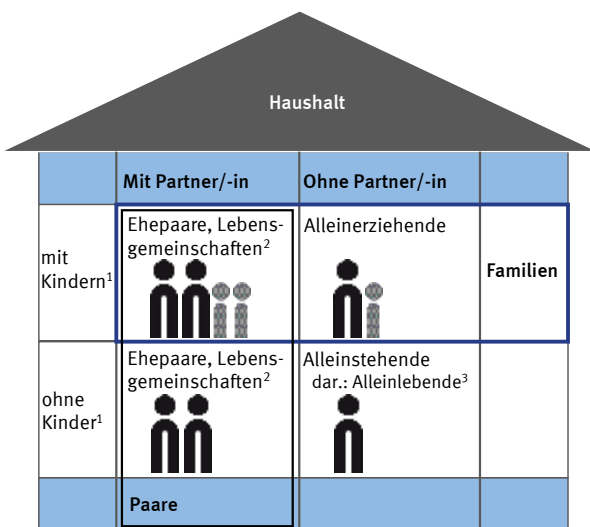 Haushalt
Mit Partner/-in
Ohne Partner/-in
mit
Kindern¹
Ehepaare, Lebens-
gemeinschaften²
Alleinerziehende
Familien
ohne
Kinder¹
Ehepaare, Lebens-
gemeinschaften²
Alleinstehende
dar.: Alleinlebende³
Paare